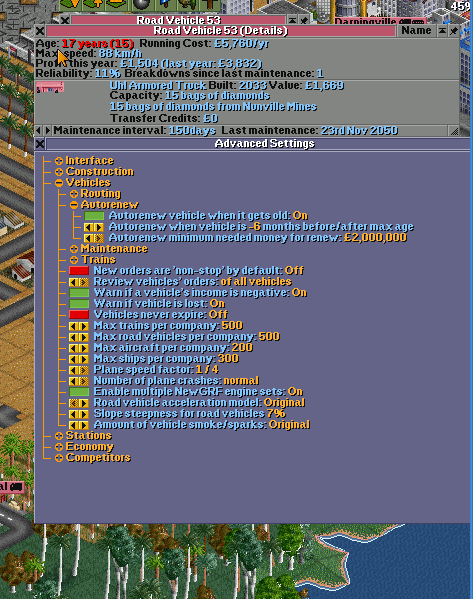 459
Road Vehicle 53
Darningville
Road Vehicle 53 (Details)
Name
Age: 17 years (15) Running Cost: £5,760/yr
Max. speed: 88 km/h
Profit this year: £1,504 (last year: £3,832)
Reliability: 11% Breakdowns since last maintenance: 1
Uhl Armored Truck Built: 2033 Value: £1,669
Capacity: 15 bags of diamonds
15 bags of diamonds from Nonville Mines
Transfer Credits: £0
Maintenance interval: 150days Last maintenance: 23rd Nov 2050
Advanced Settings
Interface
Construction
Vehicles
Routing
Autorenew
Autorenew vehicle when it gets old: On
Autorenew when vehicle is -6 months before/after max age
Autorenew minimum needed money for renew: £2,000,000
Maintenance
Trains
New orders are 'non-stop' by default: Off
Review vehicles' orders: of all vehicles
Warn if a vehicle's income is negative: On
Warn if vehicle is lost: On
Vehicles never expire: Off
Max trains per company: 500
Max road vehicles per company: 500
Max aircraft per company: 200
Max ships per company: 300
Plane speed factor: 1 / 4
Number of plane crashes: normal
Enable multiple NewGRF engine sets: On
Road vehicle acceleration model: Original
Slope steepness for road vehicles 7%
Amount of vehicle smoke/sparks: Original
Stations
Economy
Competitors
al